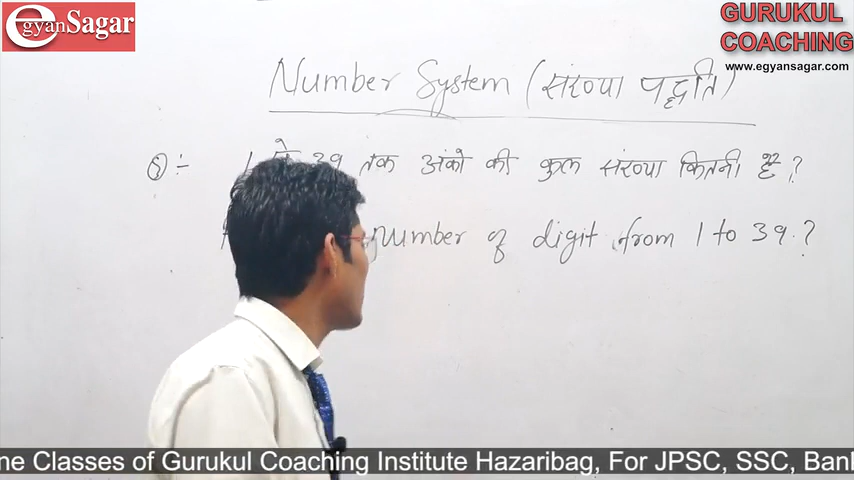 egyanSagar
GURUKUL
COACHING
www.egyansagar.com
Number System (संख्या पद्धति)
Q:- 1 से 39 तक अंको की कुल संख्या कितनी है ?
number of digit from 1 to 39.?
ne Classes of Gurukul Coaching Institute Hazaribag, For JPSC, SSC, Bank